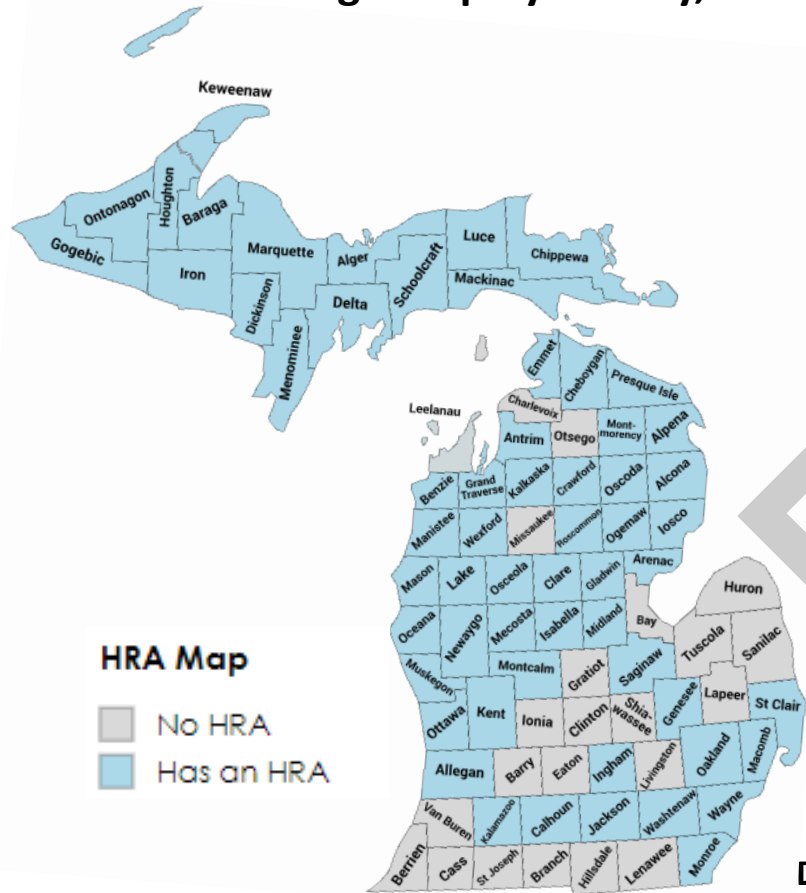 Keweenaw
Houghton
Ontonagon
Baraga
Gogebic
Marquette
Iron
Alger
Luce
Chippewa
Schoolcraft
Mackinac
Dickinson
Delta
Menominee
Emmet
Cheboygan
Presque Isle
Charlevoix
Leelanau
Antrim
Otsego
Mont-
morency
Alpena
Benzie
Grand
Traverse
Kalkaska
Crawford
Oscoda
Alcona
Manistee
Wexford
Missaukee
Roscommon
Ogemaw
Iosco
Mason
Lake
Osceola
Clare
Gladwin
Arenac
Huron
Oceana
Newaygo
Mecosta
Isabella
Midland
Bay
Tuscola
Sanilac
Muskegon
Montcalm
Gratiot
Saginaw
Ottawa
Kent
Ionia
Clinton
Shia-
wassee
Genesee
Lapeer
St Clair
Allegan
Barry
Eaton
Ingham
Livingston
Oakland
Macomb
Van Buren
Kalamazoo
Calhoun
Jackson
Washtenaw
Wayne
Berrien
Cass
St Joseph
Branch
Hillsdale
Lenawee
Monroe
HRA Map
No HRA
Has an HRA